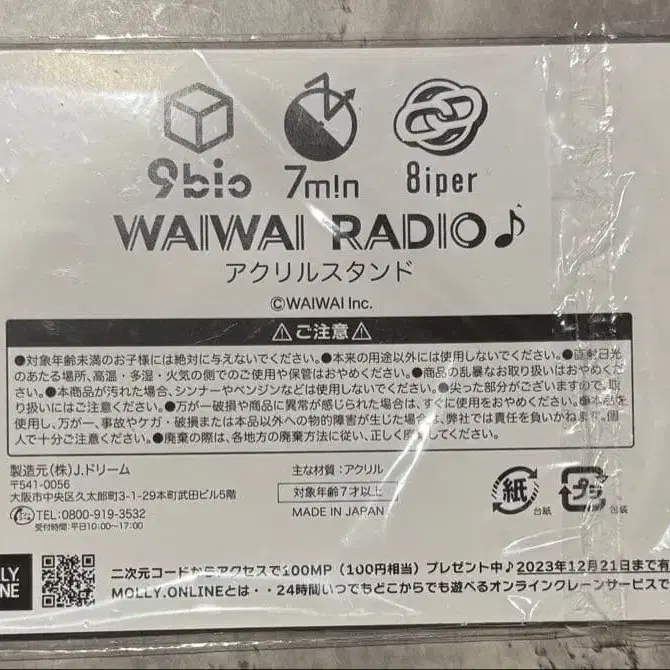 9bic 7m!n 8iper
WAIWAI RADIO♪
アクリルスタンド
©WAIWAI Inc.
⚠ご注意⚠
●対象年齢未満のお子様には絶対に与えないでください。●本来の用途以外には使用しないでください。●直射日光
のあたる場所、高温・多湿・火気の側でのご使用や保管はおやめください。●商品の乱暴なお取り扱いはおやめくだ
さい。●本商品が汚れた場合、シンナーやベンジンなどは使用しないでください。●尖った部分がございますので、取
り扱いにはご注意ください。●万が一破損や商品に異常が感じられた場合は、すぐに使用をおやめください。●本品を
使用し、万が一、事故やケガ・破損または本品以外への物的障害が生じた場合は、弊社では責任を負いかねます。個
人で十分ご注意ください。●廃棄の際は、各地方の廃棄方法に従い、正しく廃棄してください。
製造元(株)J.ドリーム
〒541-0056
大阪市中央区久太郎町3-1-29本町武田ビル5階
TEL:0800-919-3532
受付時間:平日10:00〜17:00
主な材質:アクリル
対象年齢7才以上
MADE IN JAPAN
紙
台紙
プラ
包装
LY.
NE
二次元コードからアクセスで100MP(100円相当)プレゼント中♪2023年12月21日まで有
MOLLY.ONLINEとは・・24時間いつでもどこからでも遊べるオンラインクレーンサービスで